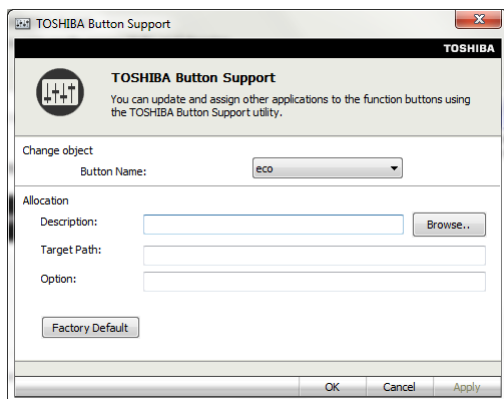 TOSHIBA Button Support
TOSHIBA
TOSHIBA Button Support
You can update and assign other applications to the function buttons using
the TOSHIBA Button Support utility.
Change object
Button Name:
eco
Allocation
Description:
Browse..
Target Path:
Option:
Factory Default
OK
Cancel
Apply